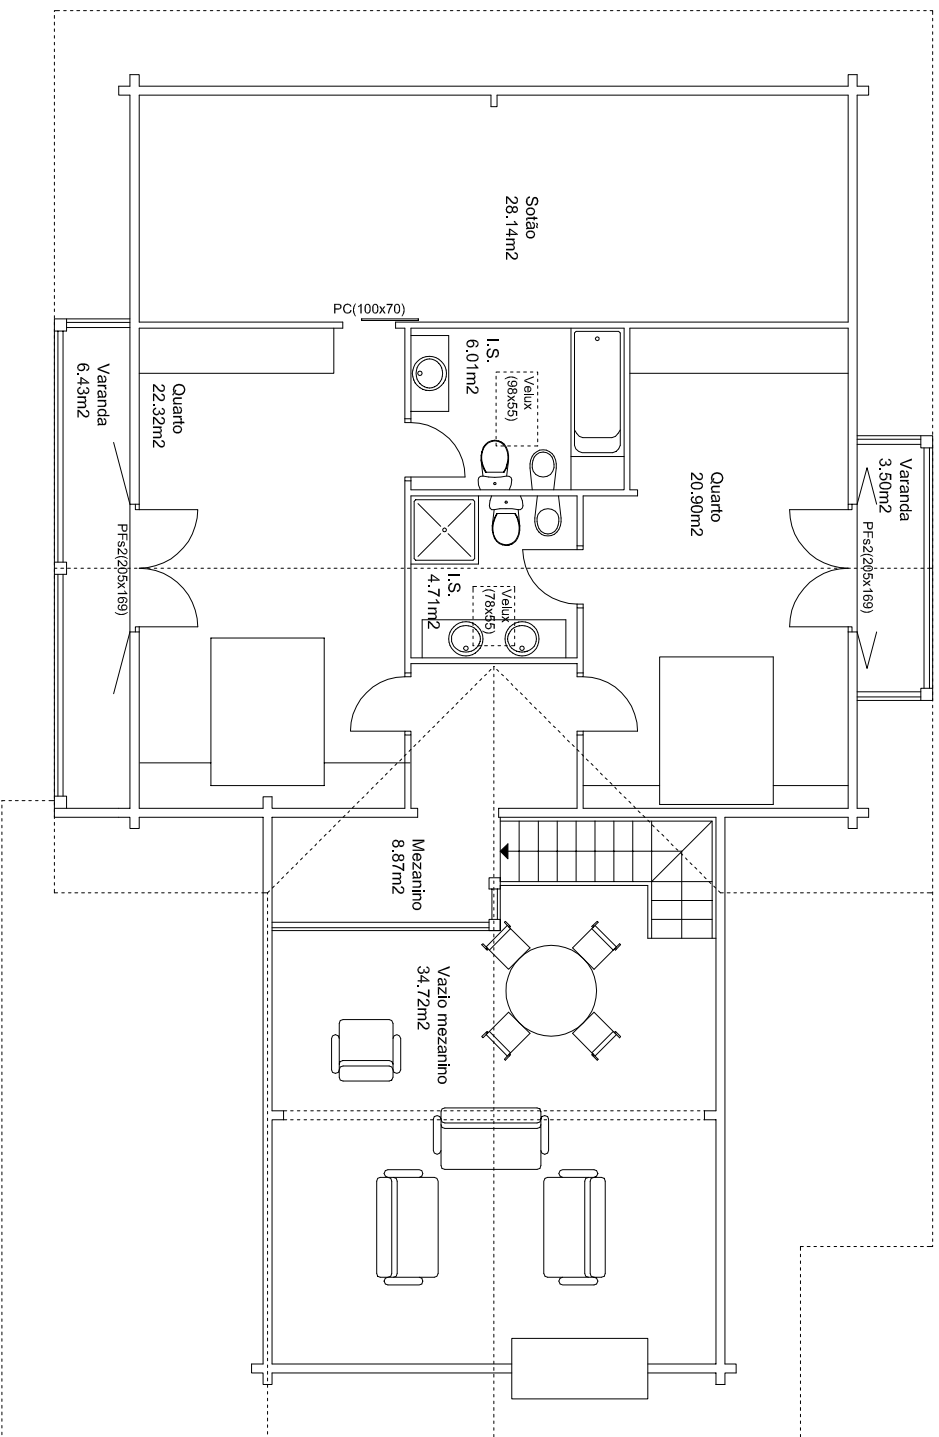 Sotão
28.14m2
PC(100x70)
I.S.
6.01m2
Velux
(98x55)
Varanda
6.43m2
Quarto
22.32m2
Varanda
3.50m2
Quarto
20.90m2
PFs2(205x169)
PFs2(205x169)
I.S.
4.71m2
Velux
(78x55)
Mezanino
8.87m2
Vazio mezanino
34.72m2